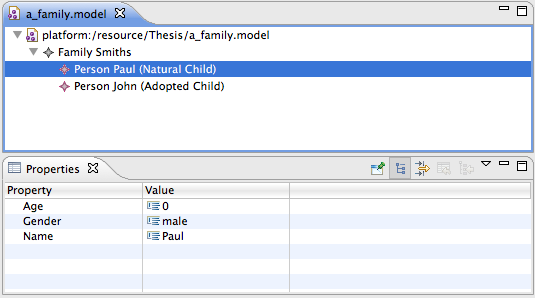 a_family.model
platform:/resource/Thesis/a_family.model
Family Smiths
Person Paul (Natural Child)
Person John (Adopted Child)
Properties
Property Value
Age 0
Gender male
Name Paul